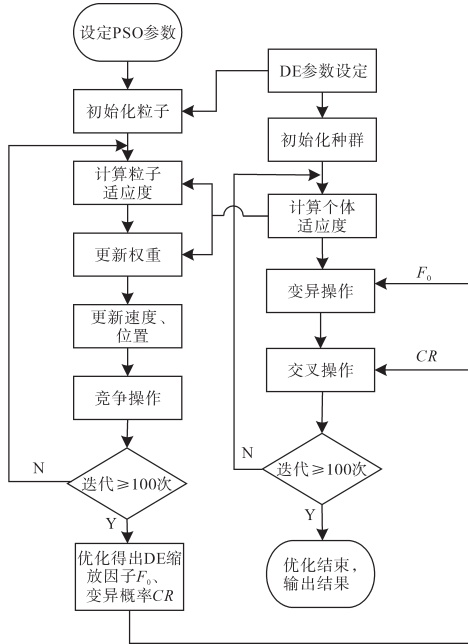 设定PSO参数
初始化粒子
计算粒子
适应度
更新权重
更新速度、
位置
竞争操作
N
迭代≥100次
Y
优化得出DE缩
放因子F₀、
变异概率CR
DE参数设定
初始化种群
计算个体
适应度
变异操作
F₀
交叉操作
CR
N
迭代≥100次
Y
优化结束，
输出结果